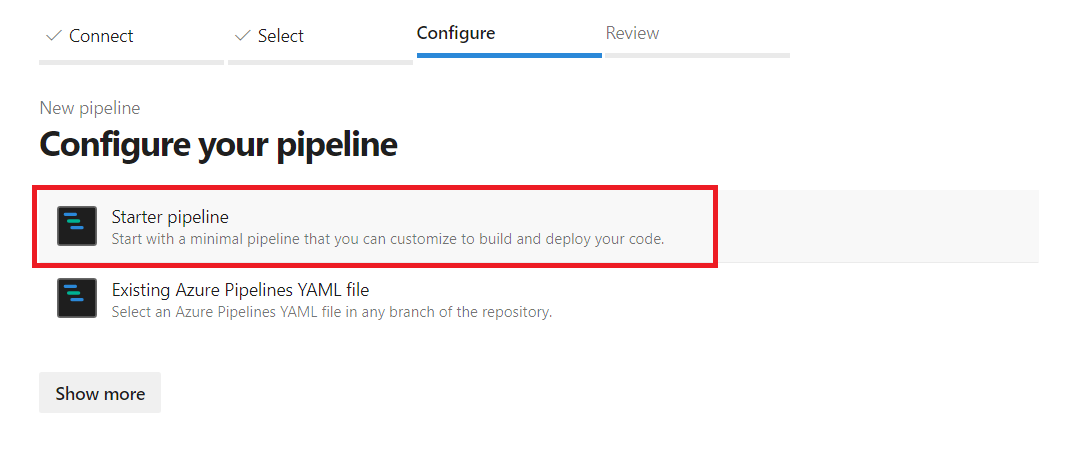 Connect
Select
Configure
Review
New pipeline
Configure your pipeline
Starter pipeline
Start with a minimal pipeline that you can customize to build and deploy your code.
Existing Azure Pipelines YAML file
Select an Azure Pipelines YAML file in any branch of the repository.
Show more